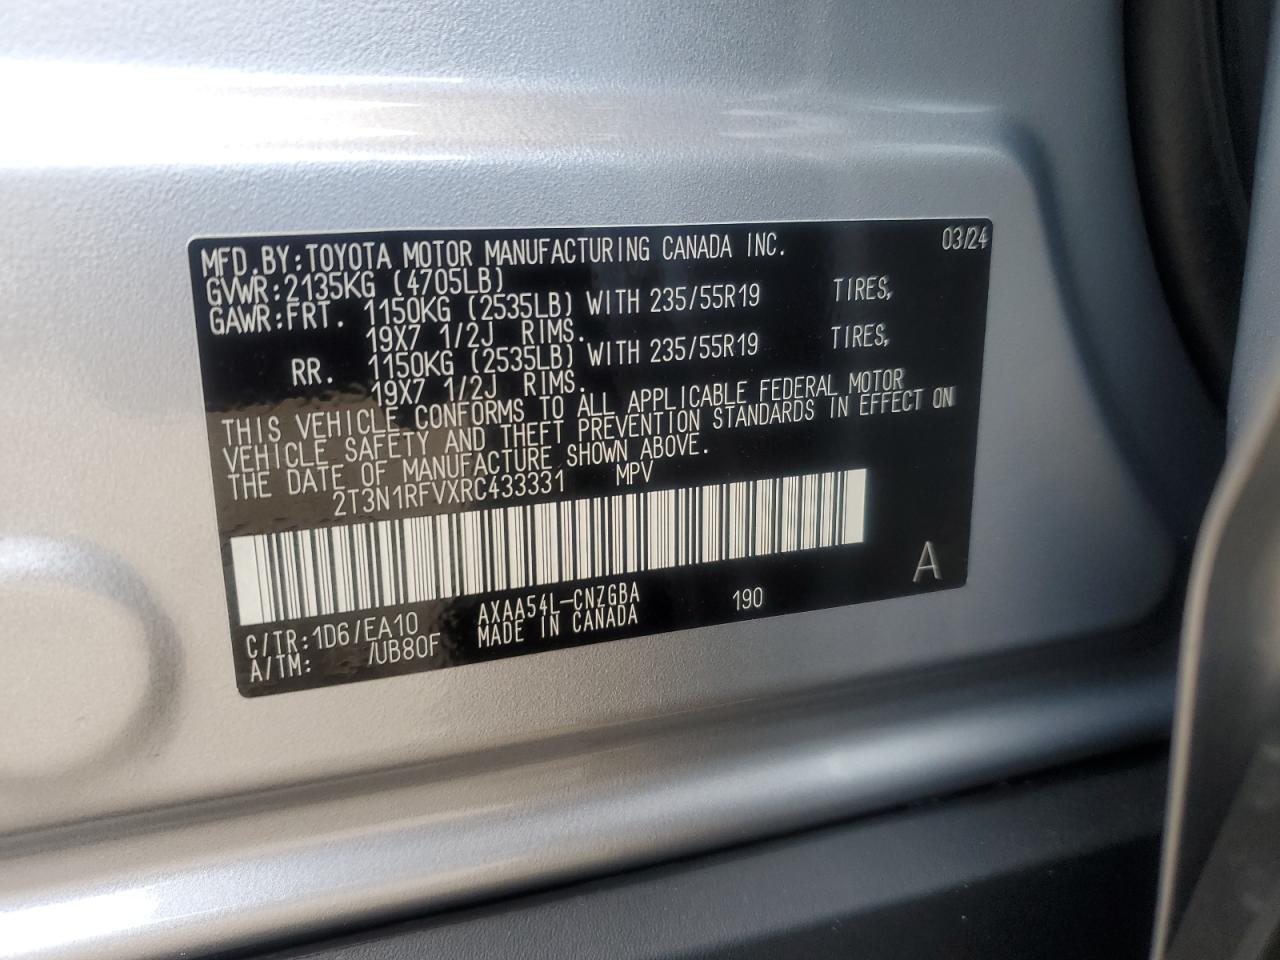 MFD.BY:TOYOTA MOTOR MANUFACTURING CANADA INC. 03/24
GVWR:2135KG (4705LB)
GAWR:FRT. 1150KG (2535LB) WITH 235/55R19 TIRES,
19X7 1/2J RIMS.
RR. 1150KG (2535LB) WITH 235/55R19 TIRES,
19X7 1/2J RIMS.
THIS VEHICLE CONFORMS TO ALL APPLICABLE FEDERAL MOTOR
VEHICLE SAFETY AND THEFT PREVENTION STANDARDS IN EFFECT ON
THE DATE OF MANUFACTURE SHOWN ABOVE.
2T3N1RFVXRC433331 MPV
A
C/TR:1D6/EA10 AXAA54L-CNZGBA 190
A/TM: /UB80F MADE IN CANADA